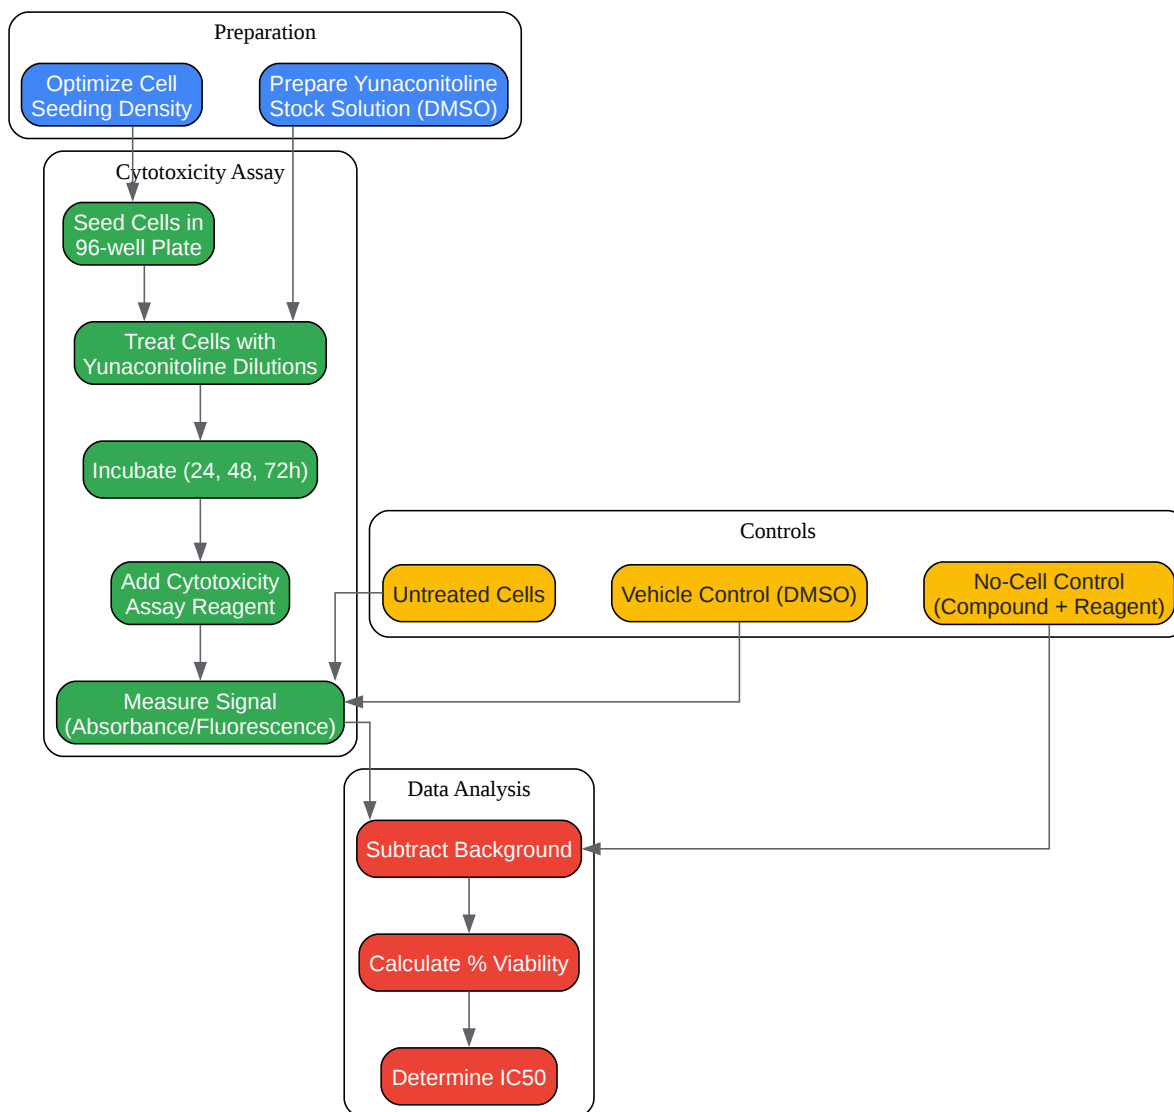 Preparation
Optimize Cell
Seeding Density
Prepare Yunaconitoline
Stock Solution (DMSO)
Cytotoxicity Assay
Seed Cells in
96-well Plate
Treat Cells with
Yunaconitoline Dilutions
Incubate (24, 48, 72h)
Add Cytotoxicity
Assay Reagent
Measure Signal
(Absorbance/Fluorescence)
Controls
Untreated Cells
Vehicle Control (DMSO)
No-Cell Control
(Compound + Reagent)
Data Analysis
Subtract Background
Calculate % Viability
Determine IC50